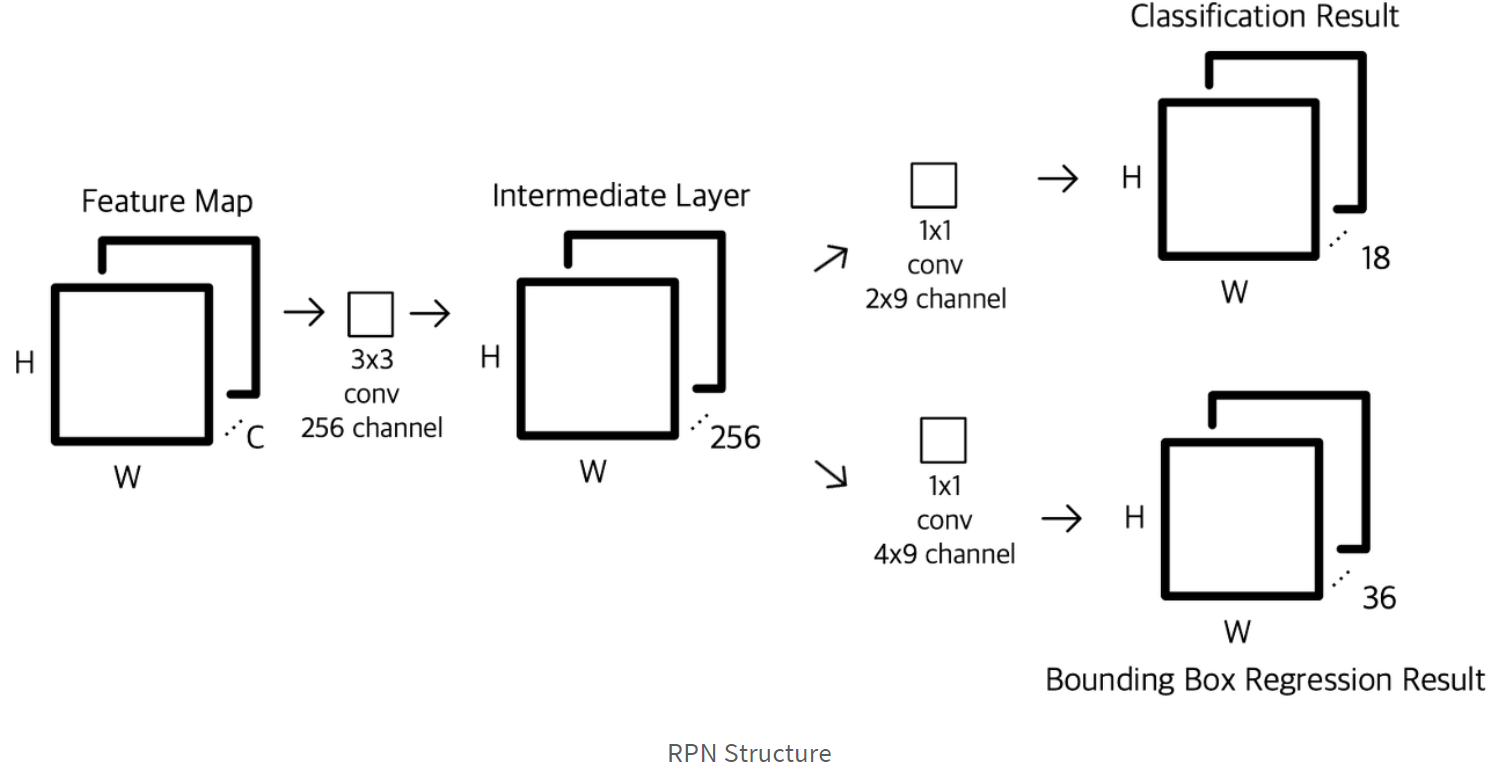 Classification Result
H
W
18
Feature Map
H
W
C
3x3
conv
256 channel
Intermediate Layer
H
W
256
1x1
conv
2x9 channel
1x1
conv
4x9 channel
H
W
36
Bounding Box Regression Result
RPN Structure